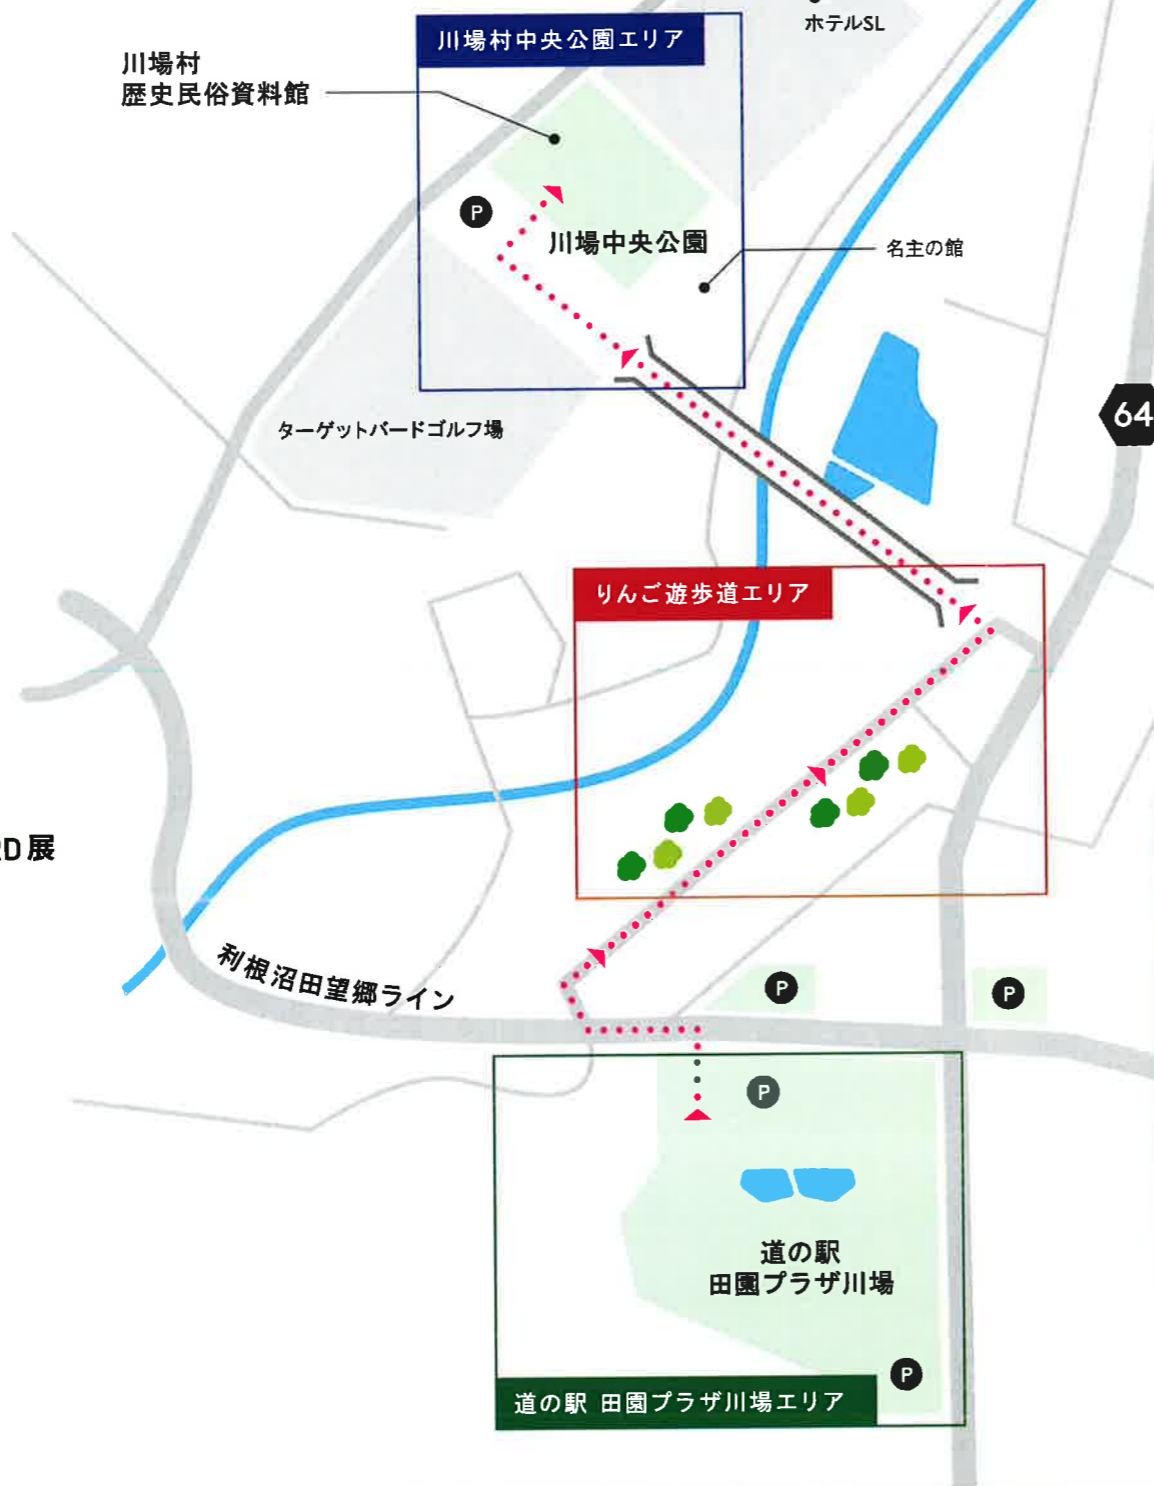 ホテルSL
川場村中央公園エリア
川場村
歴史民俗資料館
P
川場中央公園
名主の館
64
ターゲットバードゴルフ場
りんご遊歩道エリア
D展
利根沼田望郷ライン
P
P
P
道の駅
田園プラザ川場
P
道の駅 田園プラザ川場エリア